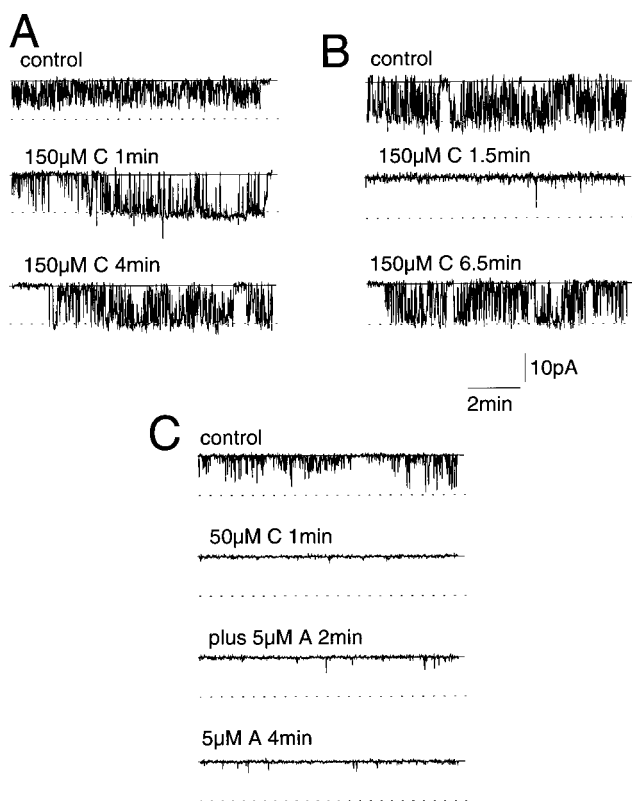 A
control
150µM C 1min
150µM C 4min
B
control
150µM C 1.5min
150µM C 6.5min
10pA
2min
C
control
50µM C 1min
plus 5µM A 2min
5µM A 4min